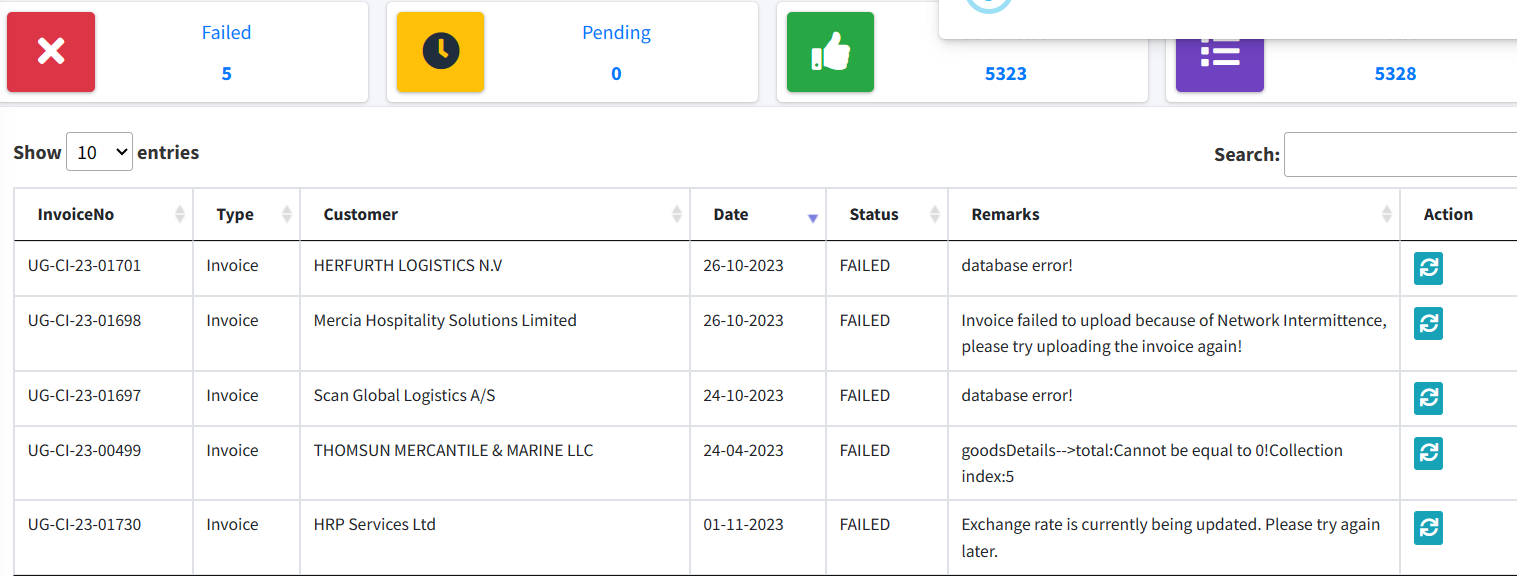 Failed
5
Pending
0
5323
5328
Show 10 entries
Search:
InvoiceNo Type Customer Date Status Remarks Action
UG-CI-23-01701 Invoice HERFURTH LOGISTICS N.V 26-10-2023 FAILED database error!
UG-CI-23-01698 Invoice Mercia Hospitality Solutions Limited 26-10-2023 FAILED Invoice failed to upload because of Network Intermittence,
please try uploading the invoice again!
UG-CI-23-01697 Invoice Scan Global Logistics A/S 24-10-2023 FAILED database error!
UG-CI-23-00499 Invoice THOMSUN MERCANTILE & MARINE LLC 24-04-2023 FAILED goodsDetails-->total:Cannot be equal to 0!Collection
index:5
UG-CI-23-01730 Invoice HRP Services Ltd 01-11-2023 FAILED Exchange rate is currently being updated. Please try again
later.